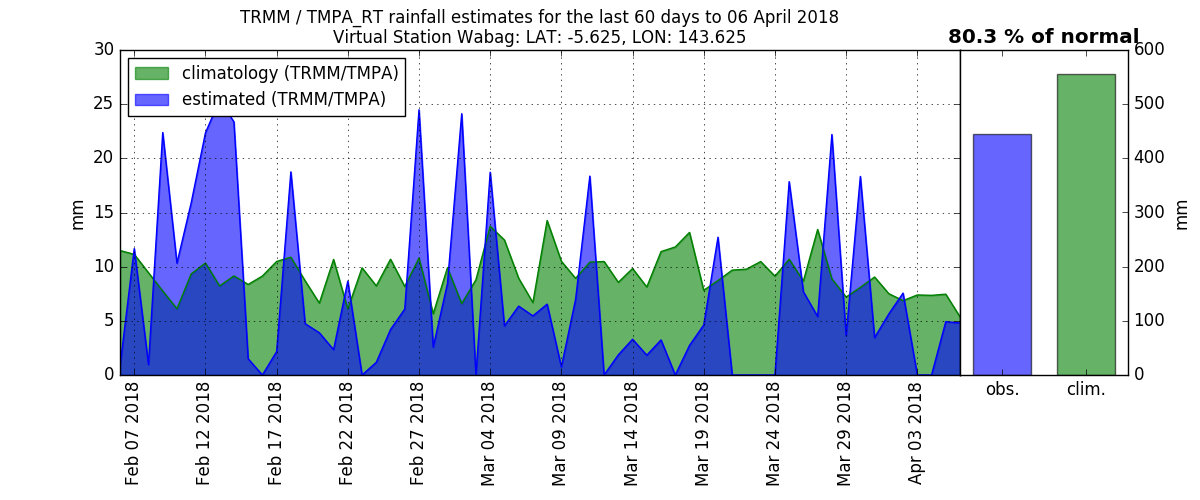 TRMM / TMPA_RT rainfall estimates for the last 60 days to 06 April 2018
Virtual Station Wabag: LAT: -5.625, LON: 143.625
80.3 % of normal
climatology (TRMM/TMPA)
estimated (TRMM/TMPA)
30
25
20
15
10
5
0
mm
Feb 07 2018
Feb 12 2018
Feb 17 2018
Feb 22 2018
Feb 27 2018
Mar 04 2018
Mar 09 2018
Mar 14 2018
Mar 19 2018
Mar 24 2018
Mar 29 2018
Apr 03 2018
obs.
clim.
600
500
400
300
200
100
0
mm